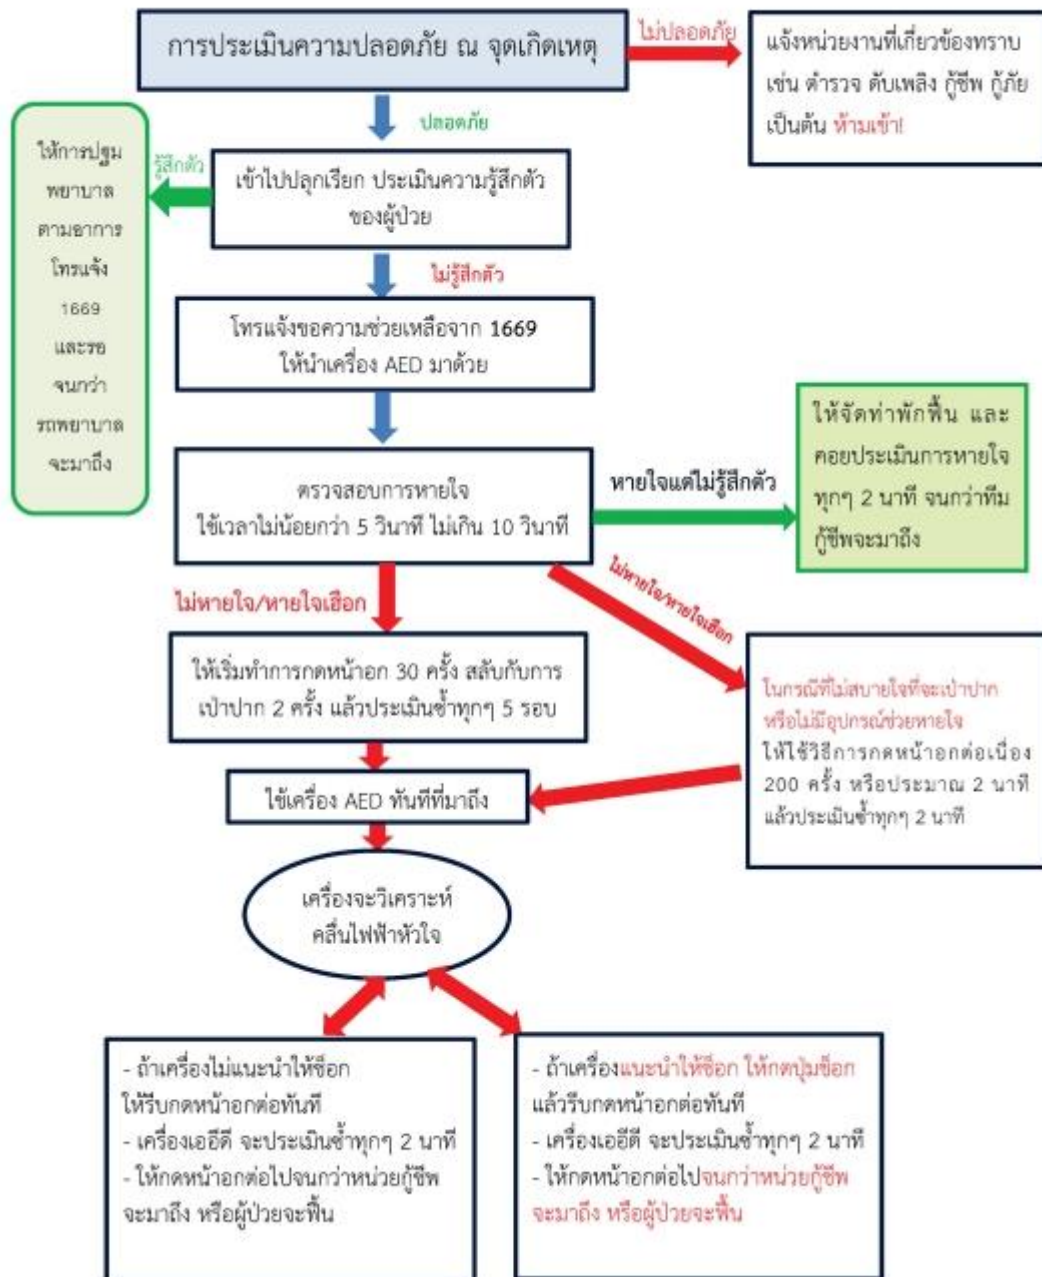 การประเมินความปลอดภัย ณ จุดเกิดเหตุ
ไม่ปลอดภัย
แจ้งหน่วยงานที่เกี่ยวข้องทราบ
เช่น ตำรวจ ดับเพลิง กู้ชีพ กู้ภัย
เป็นต้น ห้ามเข้า!
ปลอดภัย
เข้าไปปลุกเรียก ประเมินความรู้สึกตัว
ของผู้ป่วย
รู้สึกตัว
ให้การปฐม
พยาบาล
ตามอาการ
โทรแจ้ง
1669
และรอ
จนกว่า
รถพยาบาล
จะมาถึง
ไม่รู้สึกตัว
โทรแจ้งขอความช่วยเหลือจาก 1669
ให้นำเครื่อง AED มาด้วย
ตรวจสอบการหายใจ
ใช้เวลาไม่น้อยกว่า 5 วินาที ไม่เกิน 10 วินาที
หายใจแต่ไม่รู้สึกตัว
ให้จัดท่าพักฟื้น และ
คอยประเมินการหายใจ
ทุกๆ 2 นาที จนกว่าทีม
กู้ชีพจะมาถึง
ไม่หายใจ/หายใจเฮือก
ไม่หายใจ/หายใจเฮือก
ให้เริ่มทำการกดหน้าอก 30 ครั้ง สลับกับการ
เป่าปาก 2 ครั้ง แล้วประเมินซ้ำทุกๆ 5 รอบ
ในกรณีที่ไม่สบายใจที่จะเป่าปาก
หรือไม่มีอุปกรณ์ช่วยหายใจ
ให้ใช้วิธีการกดหน้าอกต่อเนื่อง
200 ครั้ง หรือประมาณ 2 นาที
แล้วประเมินซ้ำทุกๆ 2 นาที
ใช้เครื่อง AED ทันทีที่มาถึง
เครื่องจะวิเคราะห์
คลื่นไฟฟ้าหัวใจ
- ถ้าเครื่องไม่แนะนำให้ช็อก
ให้รีบกดหน้าอกต่อทันที
- เครื่องเออีดี จะประเมินซ้ำทุกๆ 2 นาที
- ให้กดหน้าอกต่อไปจนกว่าหน่วยกู้ชีพ
จะมาถึง หรือผู้ป่วยจะฟื้น
- ถ้าเครื่องแนะนำให้ช็อก ให้กดปุ่มช็อก
แล้วรีบกดหน้าอกต่อทันที
- เครื่องเออีดี จะประเมินซ้ำทุกๆ 2 นาที
- ให้กดหน้าอกต่อไปจนกว่าหน่วยกู้ชีพ
จะมาถึง หรือผู้ป่วยจะฟื้น